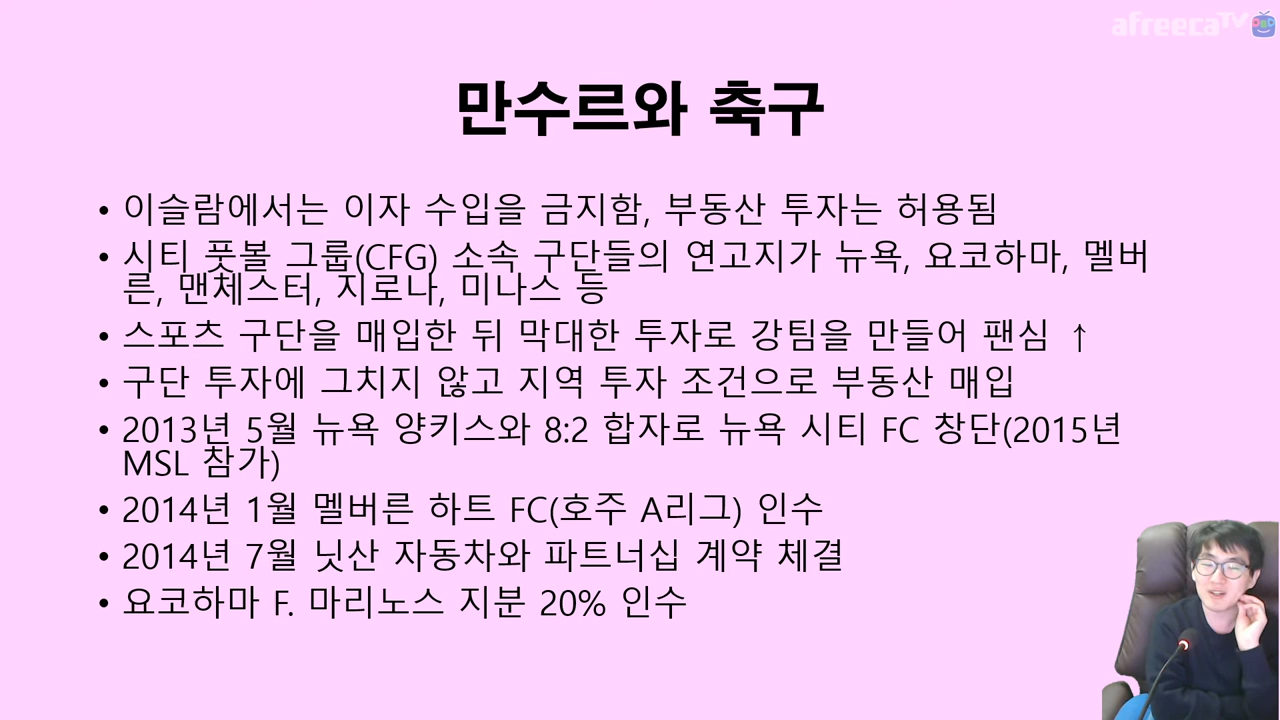 afreecaTV
만수르와 축구
• 이슬람에서는 이자 수입을 금지함, 부동산 투자는 허용됨
• 시티 풋볼 그룹(CFG) 소속 구단들의 연고지가 뉴욕, 요코하마, 멜버
른, 맨체스터, 지로나, 미나스 등
• 스포츠 구단을 매입한 뒤 막대한 투자로 강팀을 만들어 팬심 ↑
• 구단 투자에 그치지 않고 지역 투자 조건으로 부동산 매입
• 2013년 5월 뉴욕 양키스와 8:2 합자로 뉴욕 시티 FC 창단(2015년
MSL 참가)
• 2014년 1월 멜버른 하트 FC(호주 A리그) 인수
• 2014년 7월 닛산 자동차와 파트너십 계약 체결
• 요코하마 F. 마리노스 지분 20% 인수